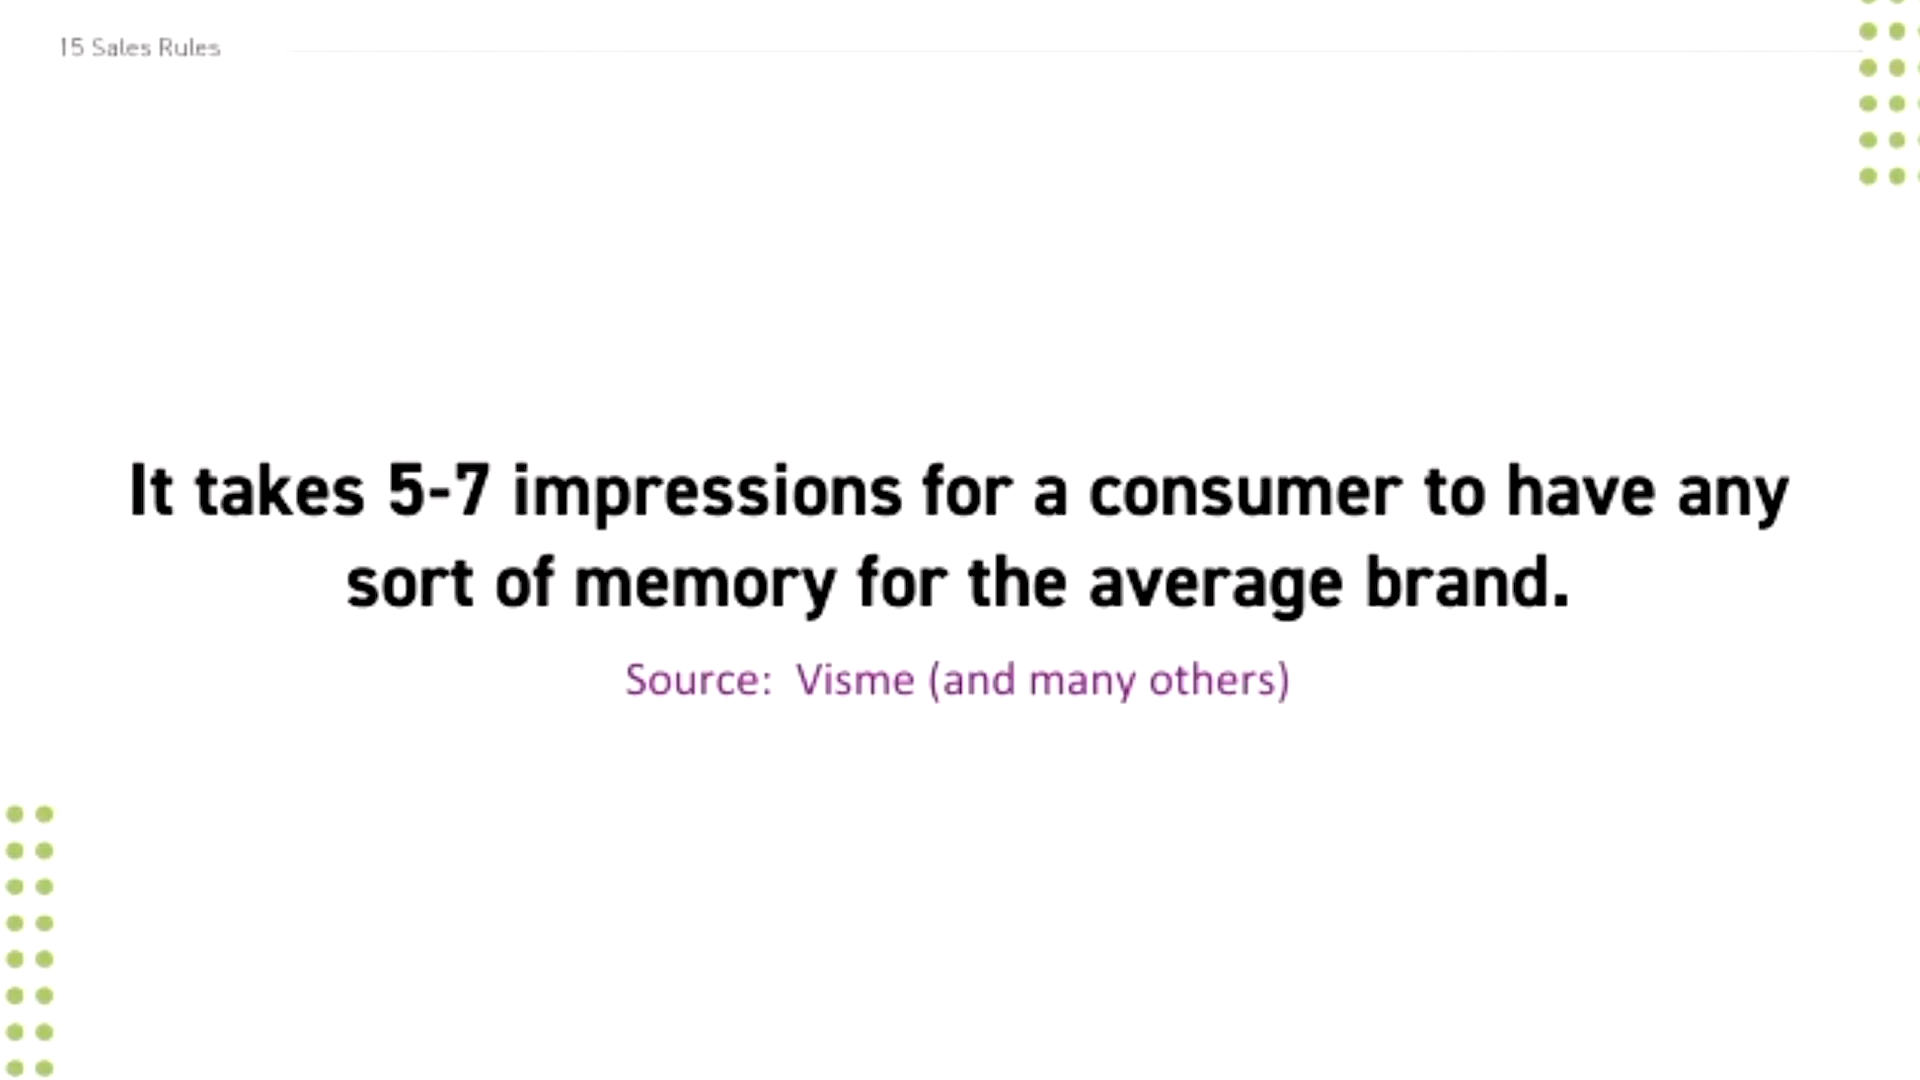 15 Sales Rules
It takes 5-7 impressions for a consumer to have any
sort of memory for the average brand.
Source:  Visme (and many others)